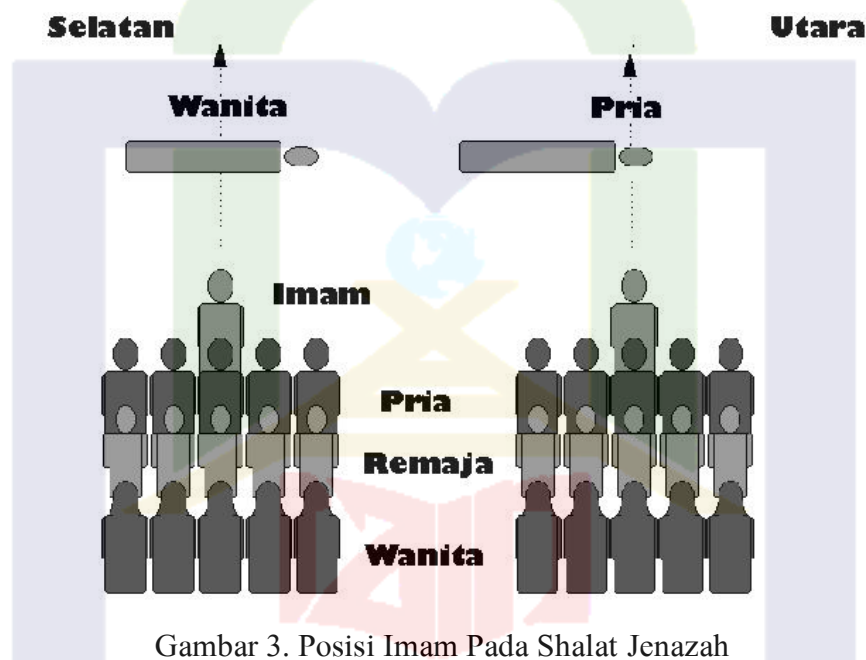 Selatan Utara
Wanita Pria
Imam
Pria
Remaja
Wanita
Gambar 3. Posisi Imam Pada Shalat Jenazah